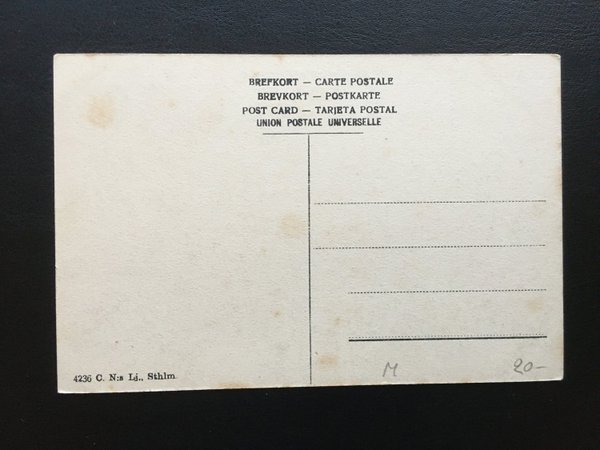 BREFKORT — CARTE POSTALE
BREVKORT — POSTKARTE
POST CARD — TARJETA POSTAL
UNION POSTALE UNIVERSELLE
4236 C. N:s Lj., Sthlm.
M 20-